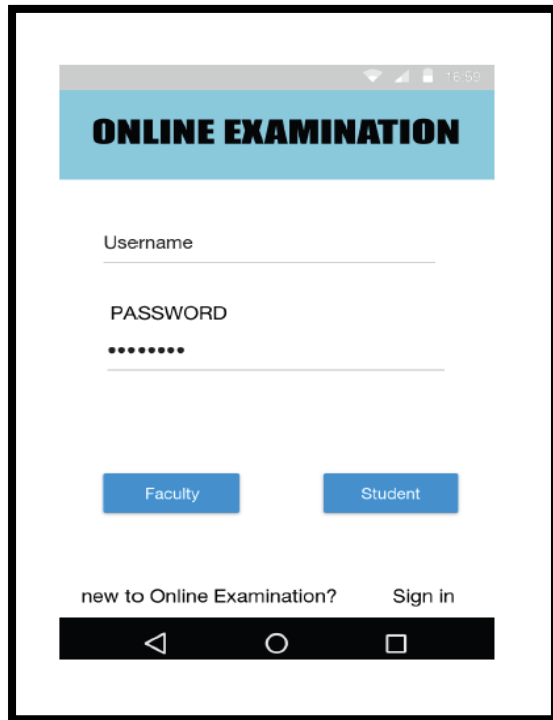 16:59
ONLINE EXAMINATION
Username
PASSWORD
••••••••
Faculty Student
new to Online Examination? Sign in